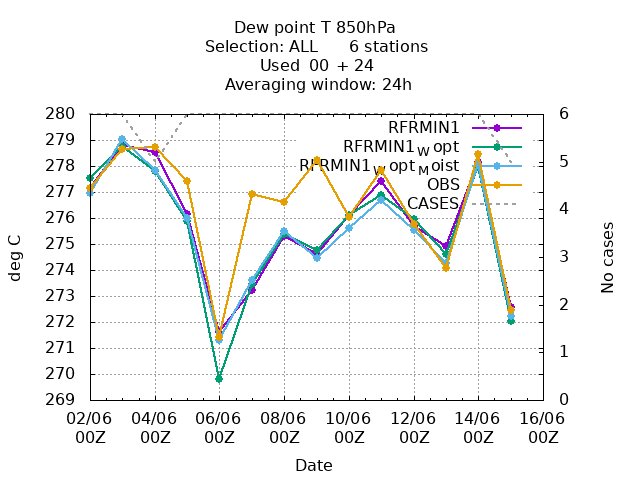 Dew point T 850hPa
Selection: ALL 6 stations
Used 00 + 24
Averaging window: 24h
280
279
278
277
276
275
274
273
272
271
270
269
6
5
4
3
2
1
0
deg C
No cases
RFRMIN1
RFRMIN1_Wopt
RFRMIN1_Wopt_Moist
OBS
CASES
02/06 04/06 06/06 08/06 10/06 12/06 14/06 16/06
00Z 00Z 00Z 00Z 00Z 00Z 00Z 00Z
Date